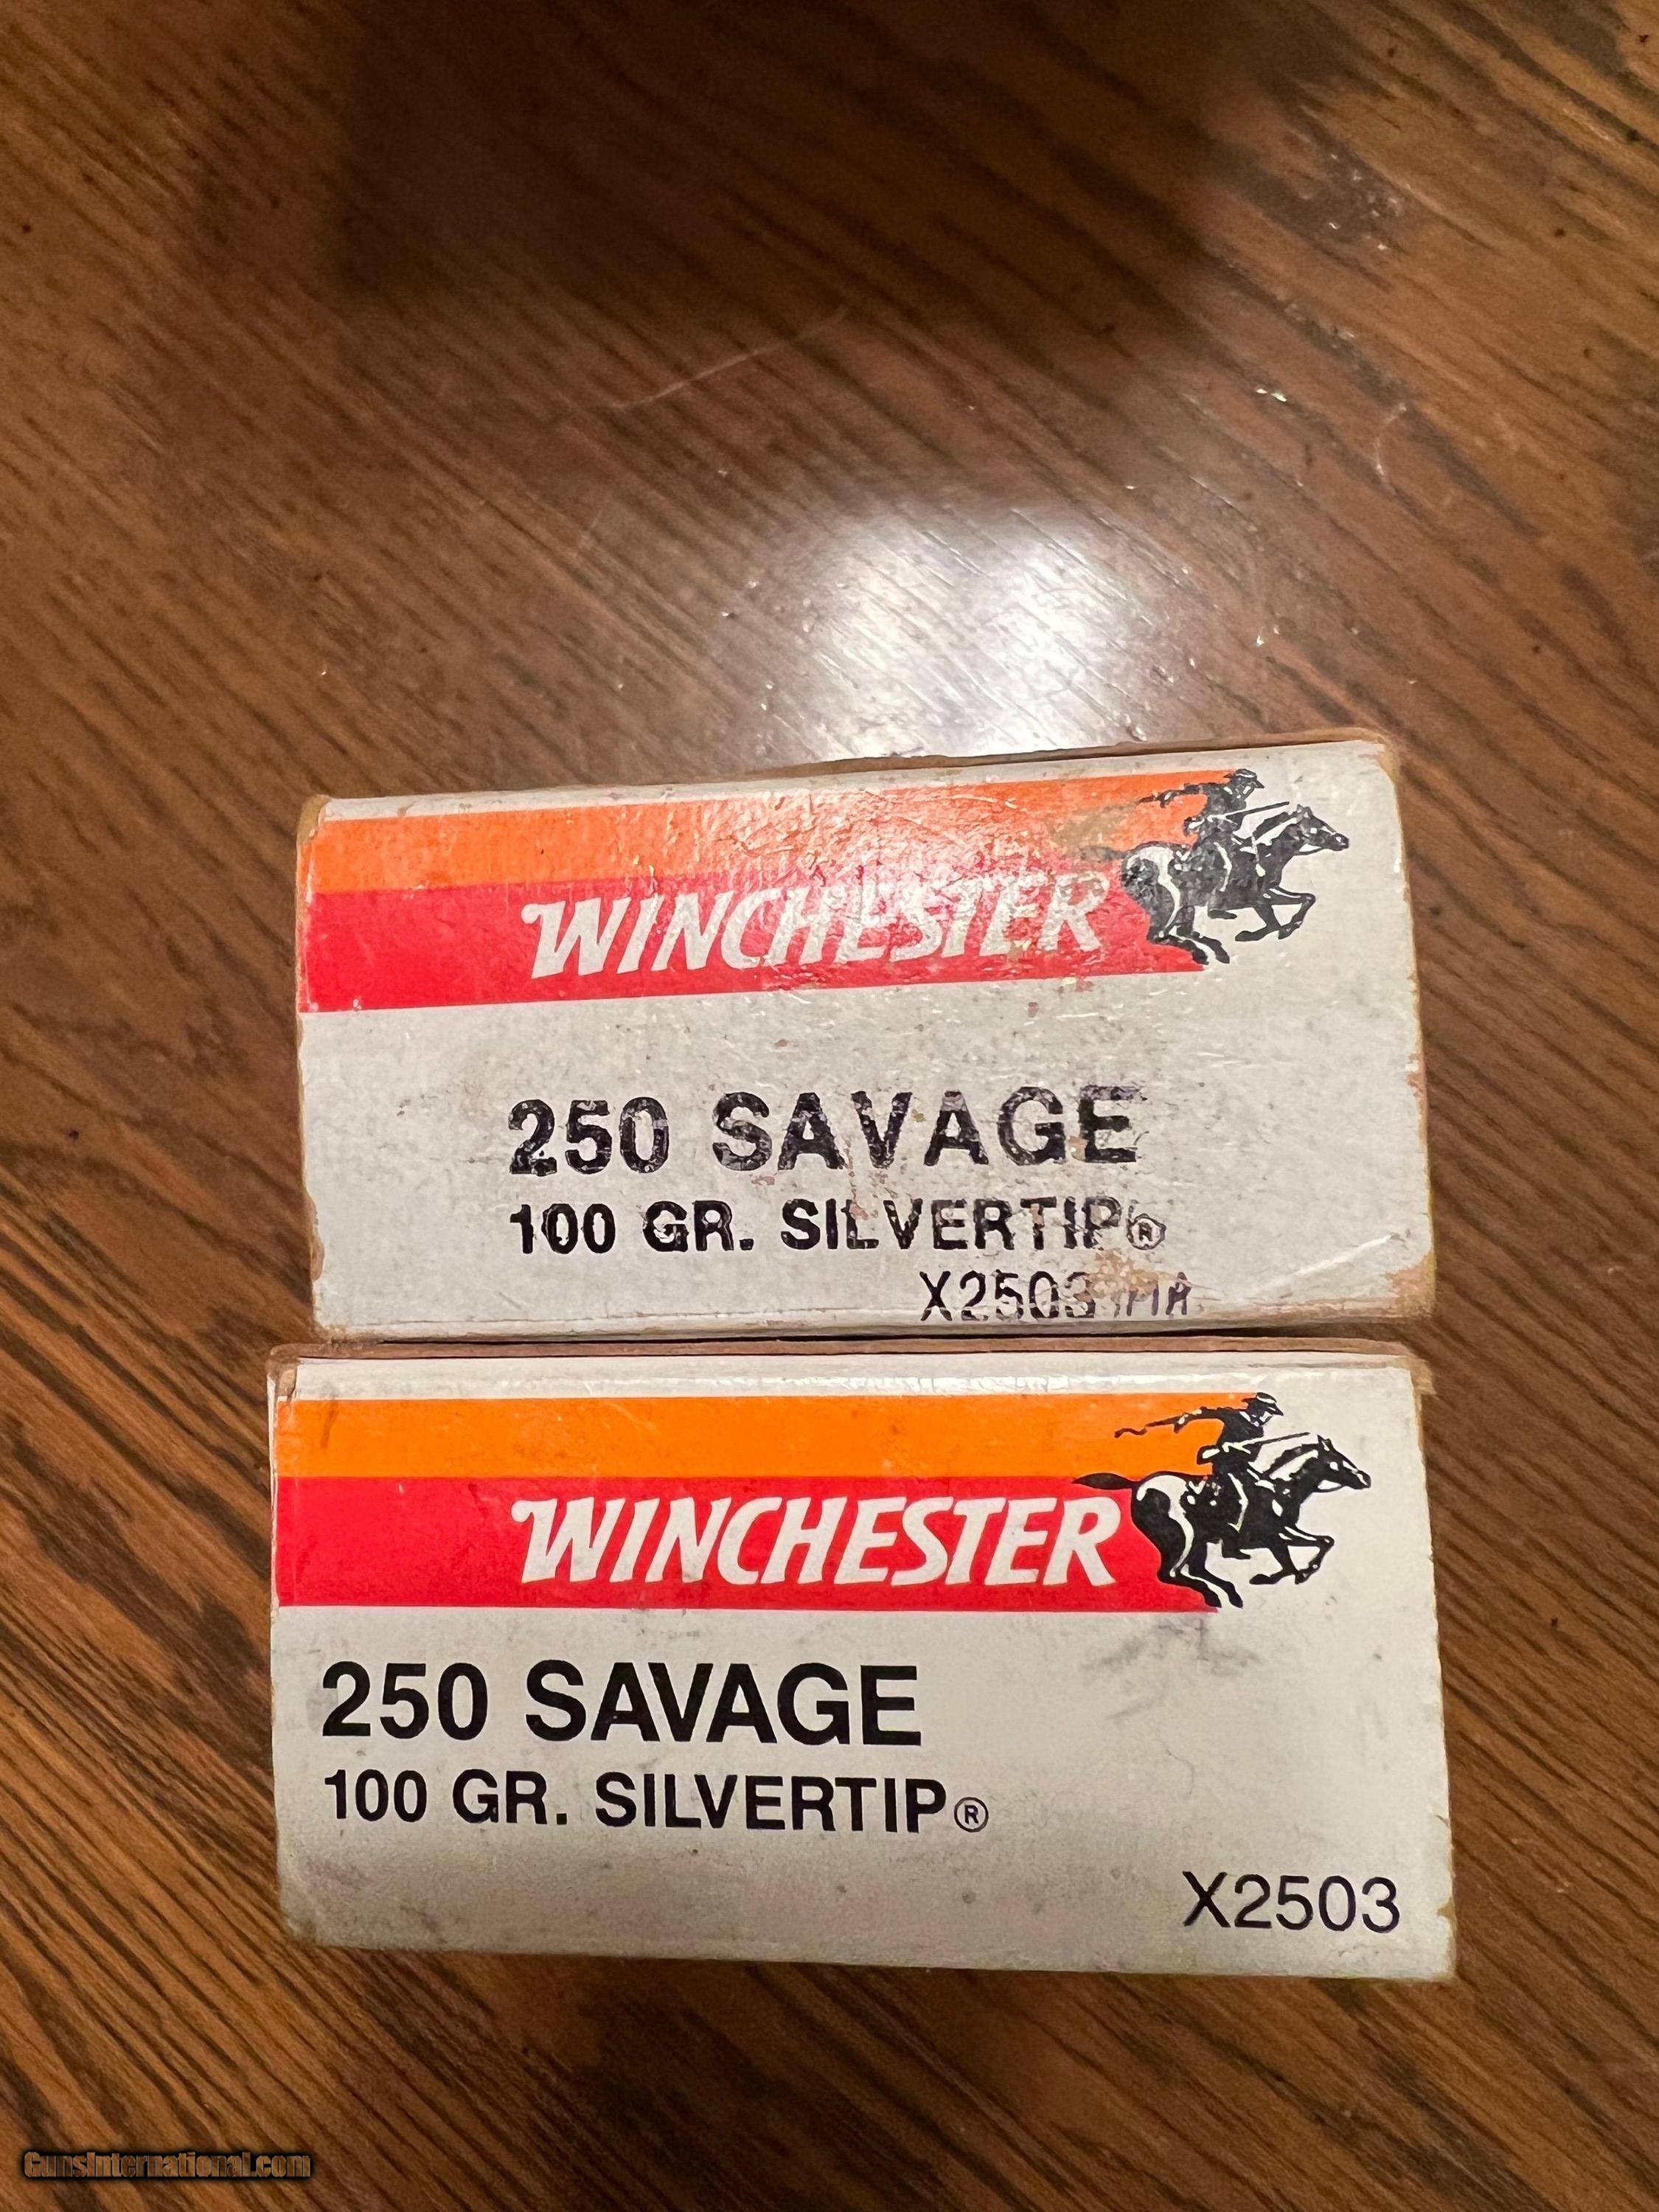 WINCHESTER
250 SAVAGE
100 GR. SILVERTIP®
X2503
WINCHESTER
250 SAVAGE
100 GR. SILVERTIP®
X2503
GunsInternational.com